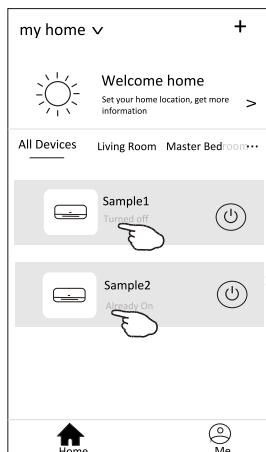 my home
Welcome home
Set your home location, get more
information
All Devices Living Room Master Bedroom
Sample1
Turned off
Sample2
Already On
Home Me